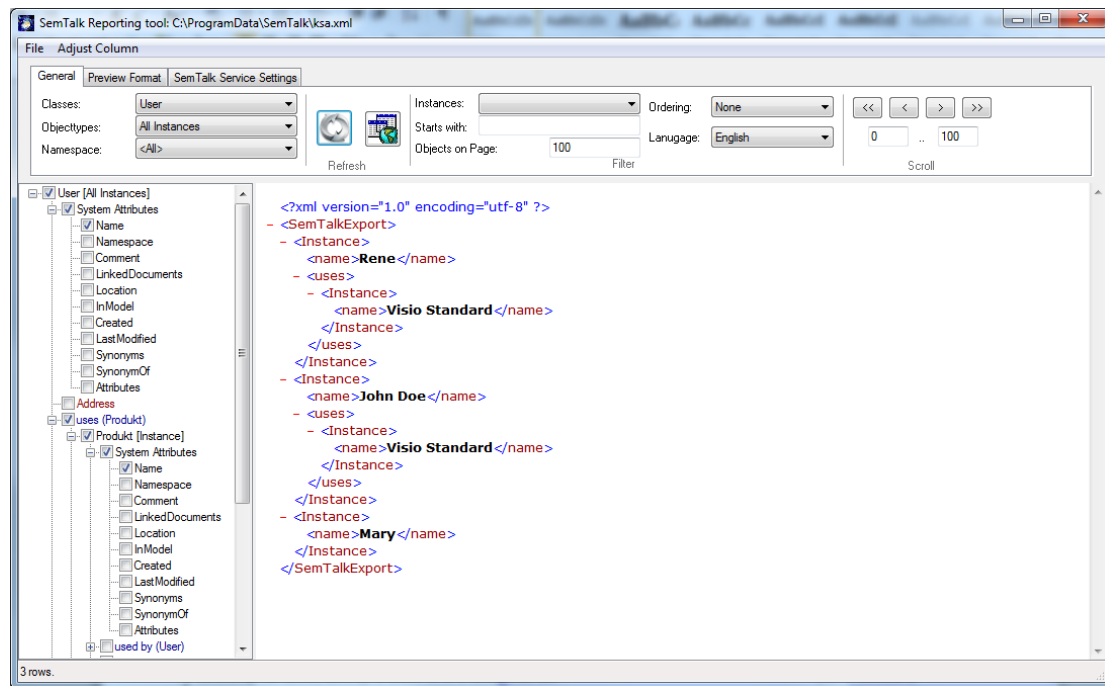 SemTalk Reporting tool: C:\ProgramData\SemTalk\ksa.xml
File Adjust Column
General Preview Format SemTalk Service Settings
Classes: User Instances: Ordering: None << < > >>
Objecttypes: All Instances Starts with: Lanugage: English 0 .. 100
Namespace: <All> Objects on Page: 100
Refresh Filter Scroll
User [All Instances]
System Attributes
Name
Namespace
Comment
LinkedDocuments
Location
InModel
Created
LastModified
Synonyms
SynonymOf
Attributes
Address
uses (Produkt)
Produkt [Instance]
System Attributes
Name
Namespace
Comment
LinkedDocuments
Location
InModel
Created
LastModified
Synonyms
SynonymOf
Attributes
used by (User)
<?xml version="1.0" encoding="utf-8" ?>
- <SemTalkExport>
- <Instance>
<name>Rene</name>
- <uses>
- <Instance>
<name>Visio Standard</name>
</Instance>
</uses>
</Instance>
- <Instance>
<name>John Doe</name>
- <uses>
- <Instance>
<name>Visio Standard</name>
</Instance>
</uses>
</Instance>
- <Instance>
<name>Mary</name>
</Instance>
</SemTalkExport>
3 rows.